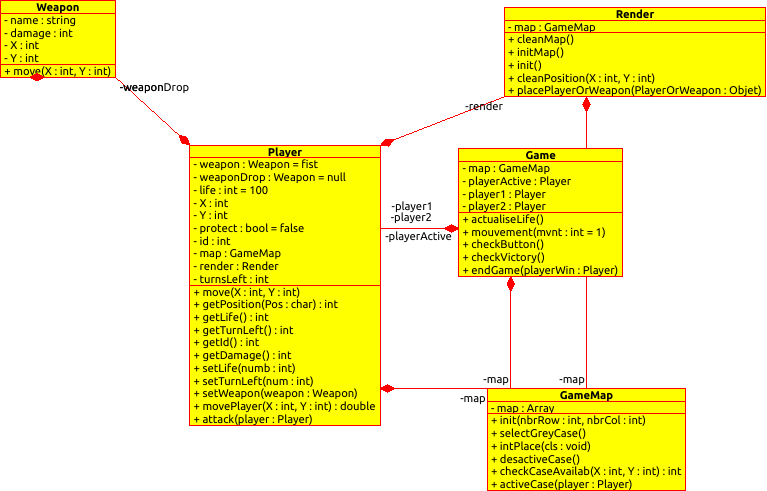 Weapon
- name : string
- damage : int
- X : int
- Y : int
+ move(X : int, Y : int)
-weaponDrop
Render
- map : GameMap
+ cleanMap()
+ initMap()
+ init()
+ cleanPosition(X : int, Y : int)
+ placePlayerOrWeapon(PlayerOrWeapon : Objet)
-render
Player
- weapon : Weapon = fist
- weaponDrop : Weapon = null
- life : int = 100
- X : int
- Y : int
- protect : bool = false
- id : int
- map : GameMap
- render : Render
- turnsLeft : int
+ move(X : int, Y : int)
+ getPosition(Pos : char) : int
+ getLife() : int
+ getTurnLeft() : int
+ getId() : int
+ getDamage() : int
+ setLife(numb : int)
+ setTurnLeft(num : int)
+ setWeapon(weapon : Weapon)
+ movePlayer(X : int, Y : int) : double
+ attack(player : Player)
-player1
-player2
-playerActive
Game
- map : GameMap
- playerActive : Player
- player1 : Player
- player2 : Player
+ actualiseLife()
+ mouvement(mvnt : int = 1)
+ checkButton()
+ checkVictory()
+ endGame(playerWin : Player)
-map
-map
-map
GameMap
- map : Array
+ init(nbrRow : int, nbrCol : int)
+ selectGreyCase()
+ intPlace(cls : void)
+ desactiveCase()
+ checkCaseAvailab(X : int, Y : int) : int
+ activeCase(player : Player)